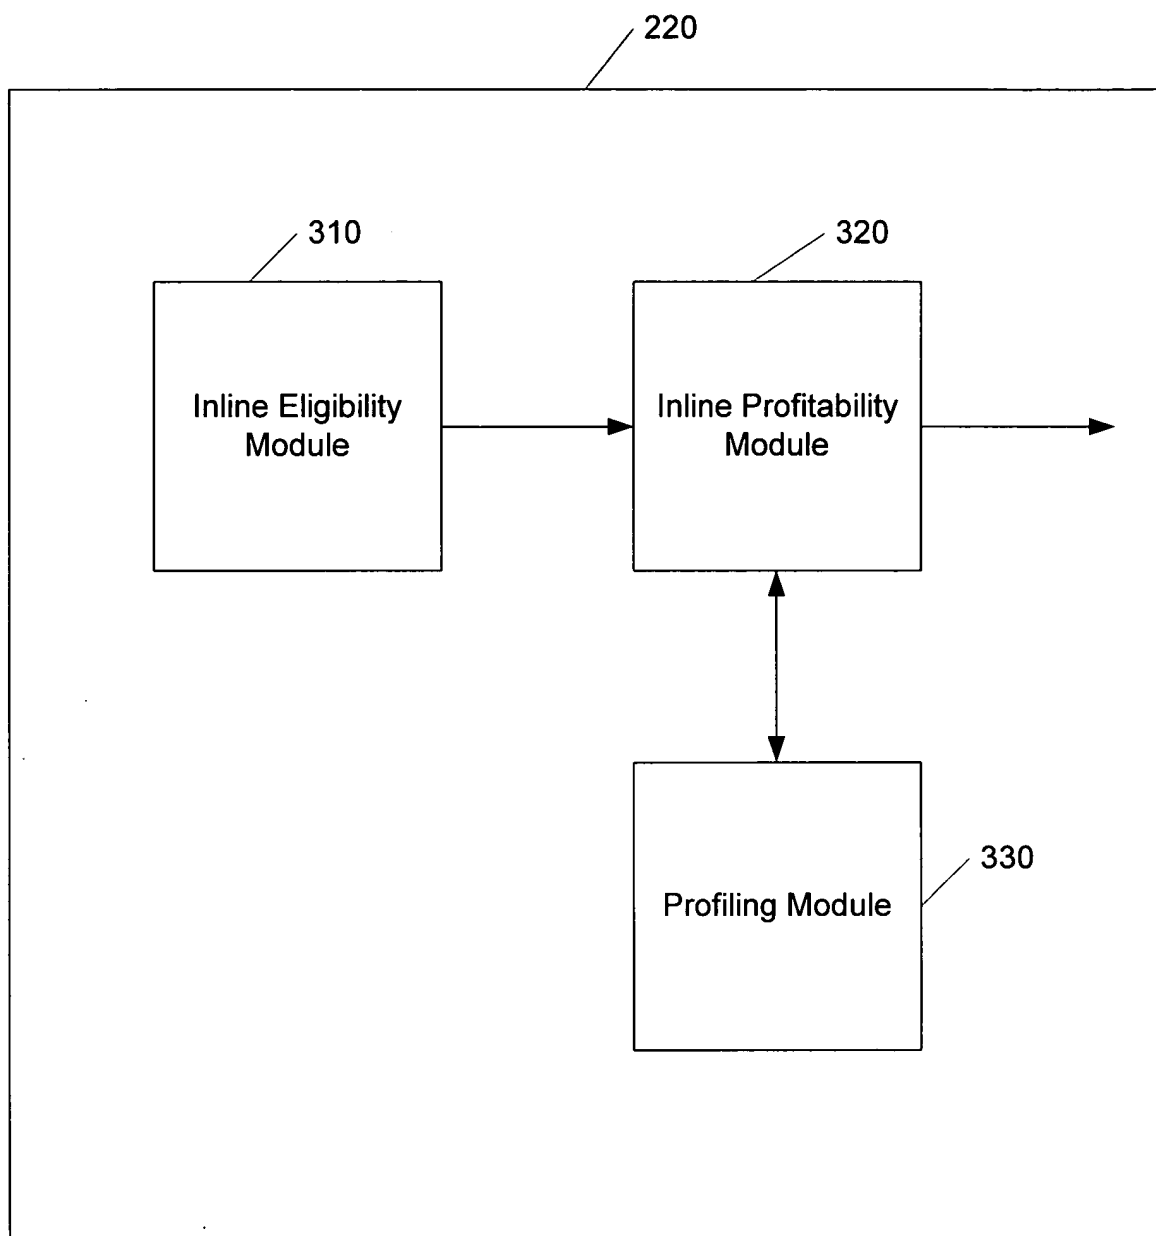 220
310
320
Inline Eligibility
Module
Inline Profitability
Module
330
Profiling Module